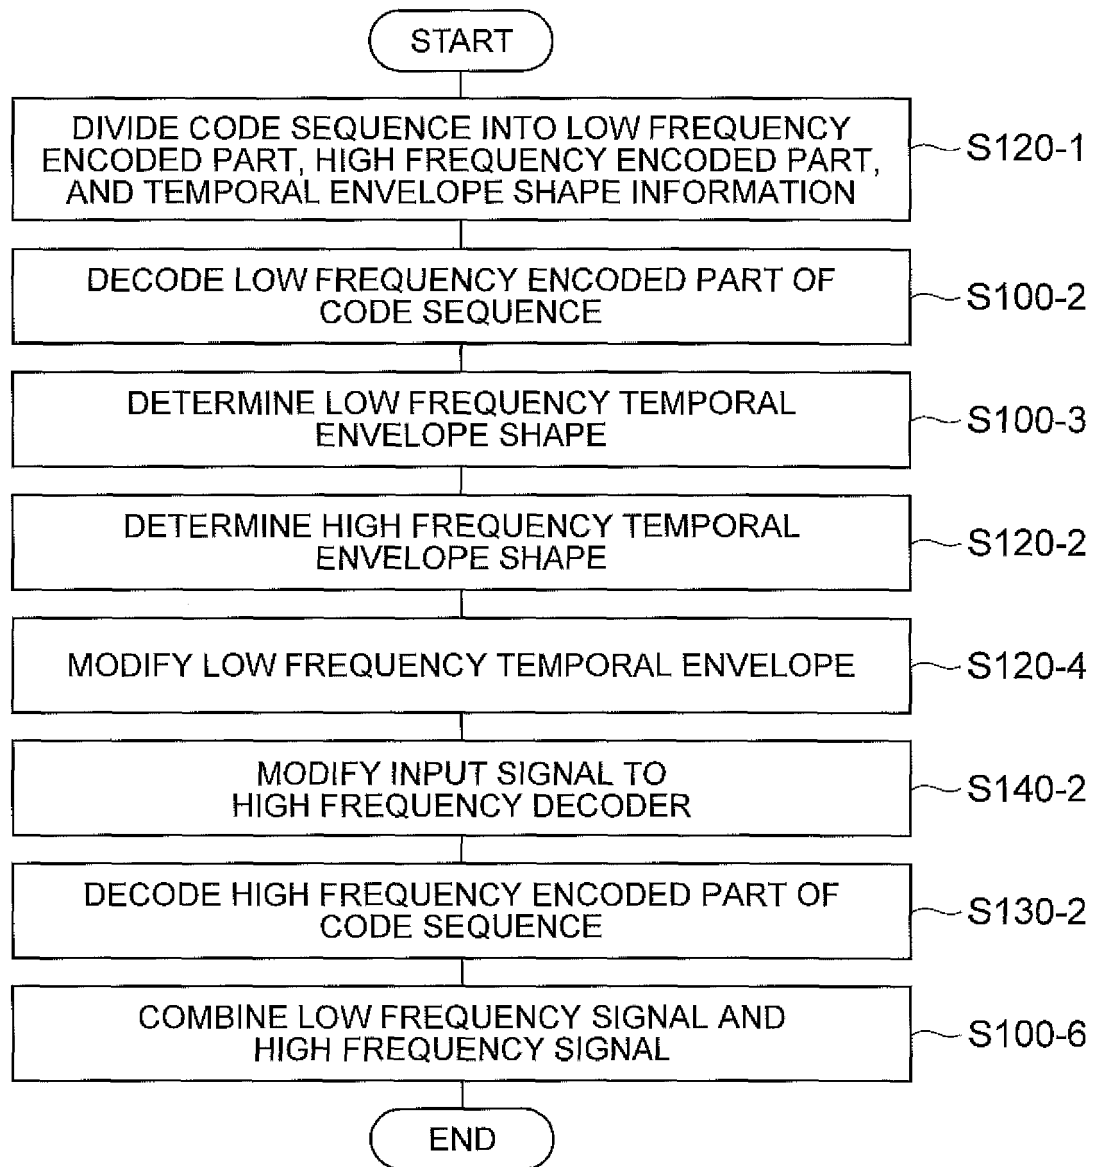 START
DIVIDE CODE SEQUENCE INTO LOW FREQUENCY
ENCODED PART, HIGH FREQUENCY ENCODED PART,
AND TEMPORAL ENVELOPE SHAPE INFORMATION
S120-1
DECODE LOW FREQUENCY ENCODED PART OF
CODE SEQUENCE
S100-2
DETERMINE LOW FREQUENCY TEMPORAL
ENVELOPE SHAPE
S100-3
DETERMINE HIGH FREQUENCY TEMPORAL
ENVELOPE SHAPE
S120-2
MODIFY LOW FREQUENCY TEMPORAL ENVELOPE
S120-4
MODIFY INPUT SIGNAL TO
HIGH FREQUENCY DECODER
S140-2
DECODE HIGH FREQUENCY ENCODED PART OF
CODE SEQUENCE
S130-2
COMBINE LOW FREQUENCY SIGNAL AND
HIGH FREQUENCY SIGNAL
S100-6
END